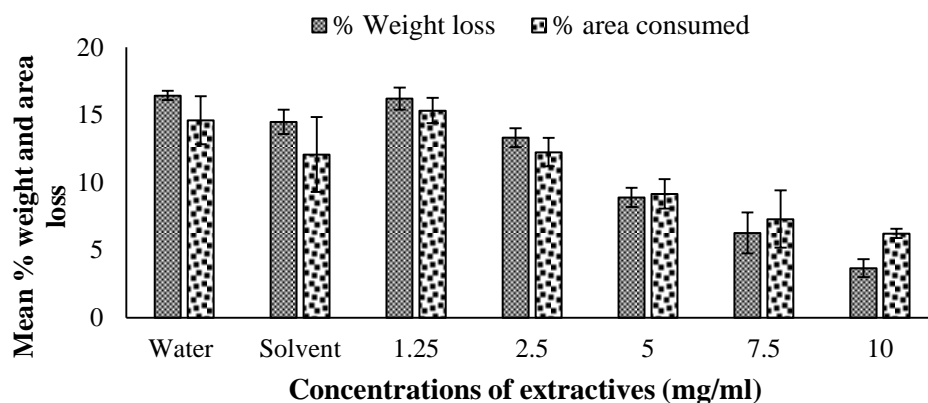 % Weight loss % area consumed
Mean % weight and area
loss
20
15
10
5
0
Water Solvent 1.25 2.5 5 7.5 10
Concentrations of extractives (mg/ml)